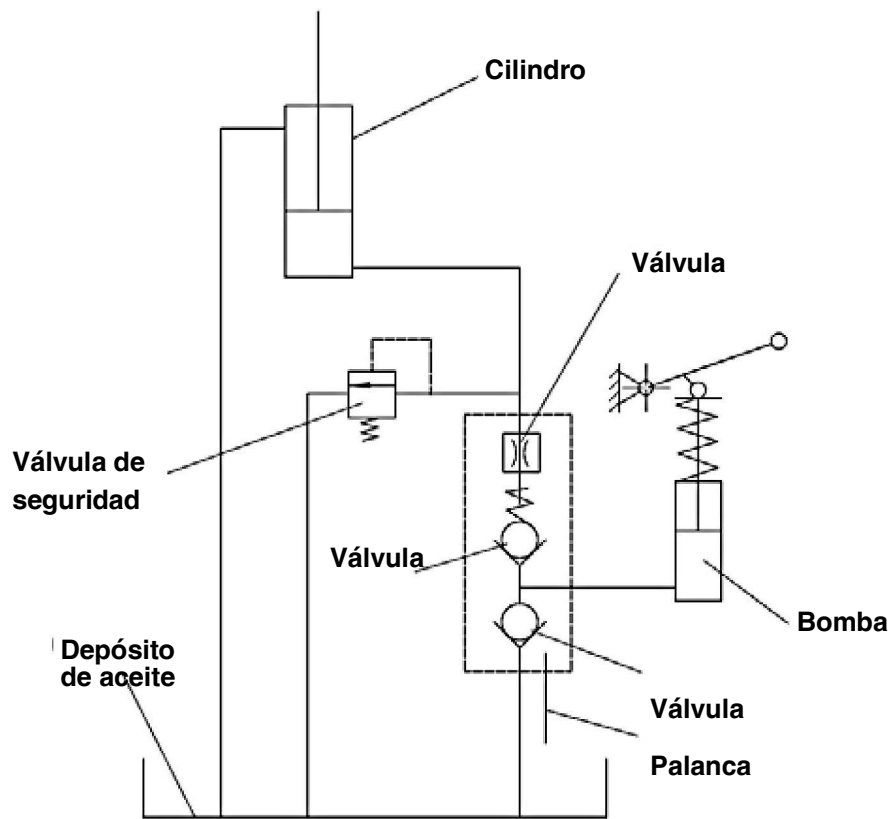 Cilindro
Válvula
Válvula de
seguridad
Válvula
Bomba
Depósito
de aceite
Válvula
Palanca